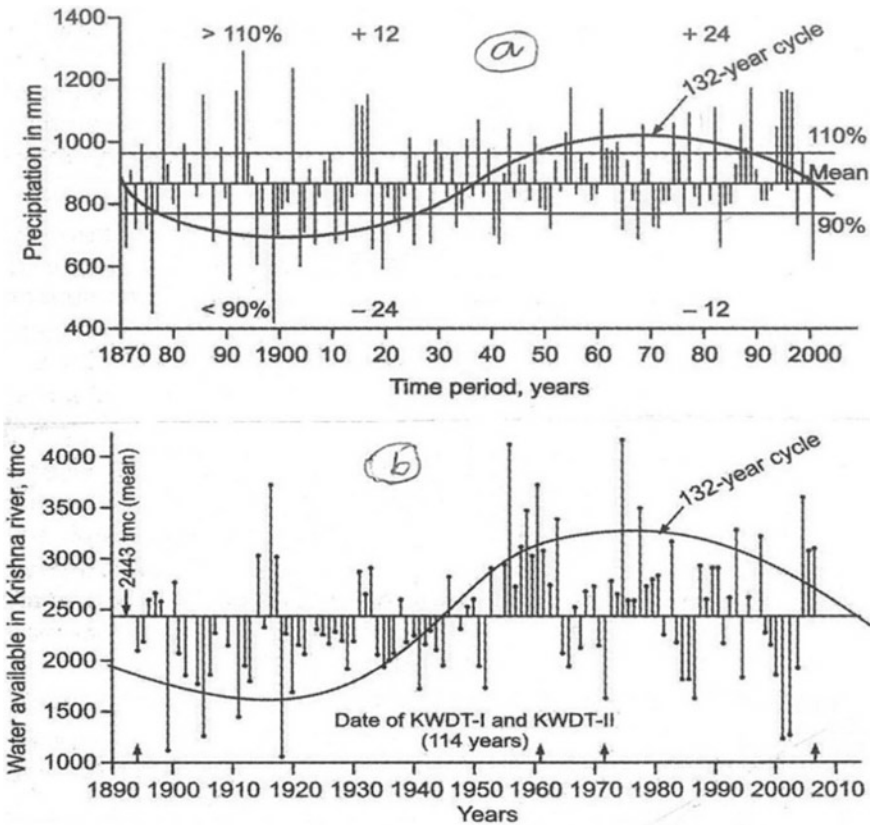 1400
> 110%
+ 12
a
+ 24
132-year cycle
1200
1000
110%
Mean
800
90%
600
< 90%
– 24
– 12
400
Precipitation in mm
1870 80 90 1900 10 20 30 40 50 60 70 80 90 2000
Time period, years
4000
b
132-year cycle
2443 tmc (mean)
3500
3000
2500
2000
1500
Date of KWDT-I and KWDT-II
(114 years)
1000
Water available in Krishna river, tmc
1890 1900 1910 1920 1930 1940 1950 1960 1970 1980 1990 2000 2010
Years